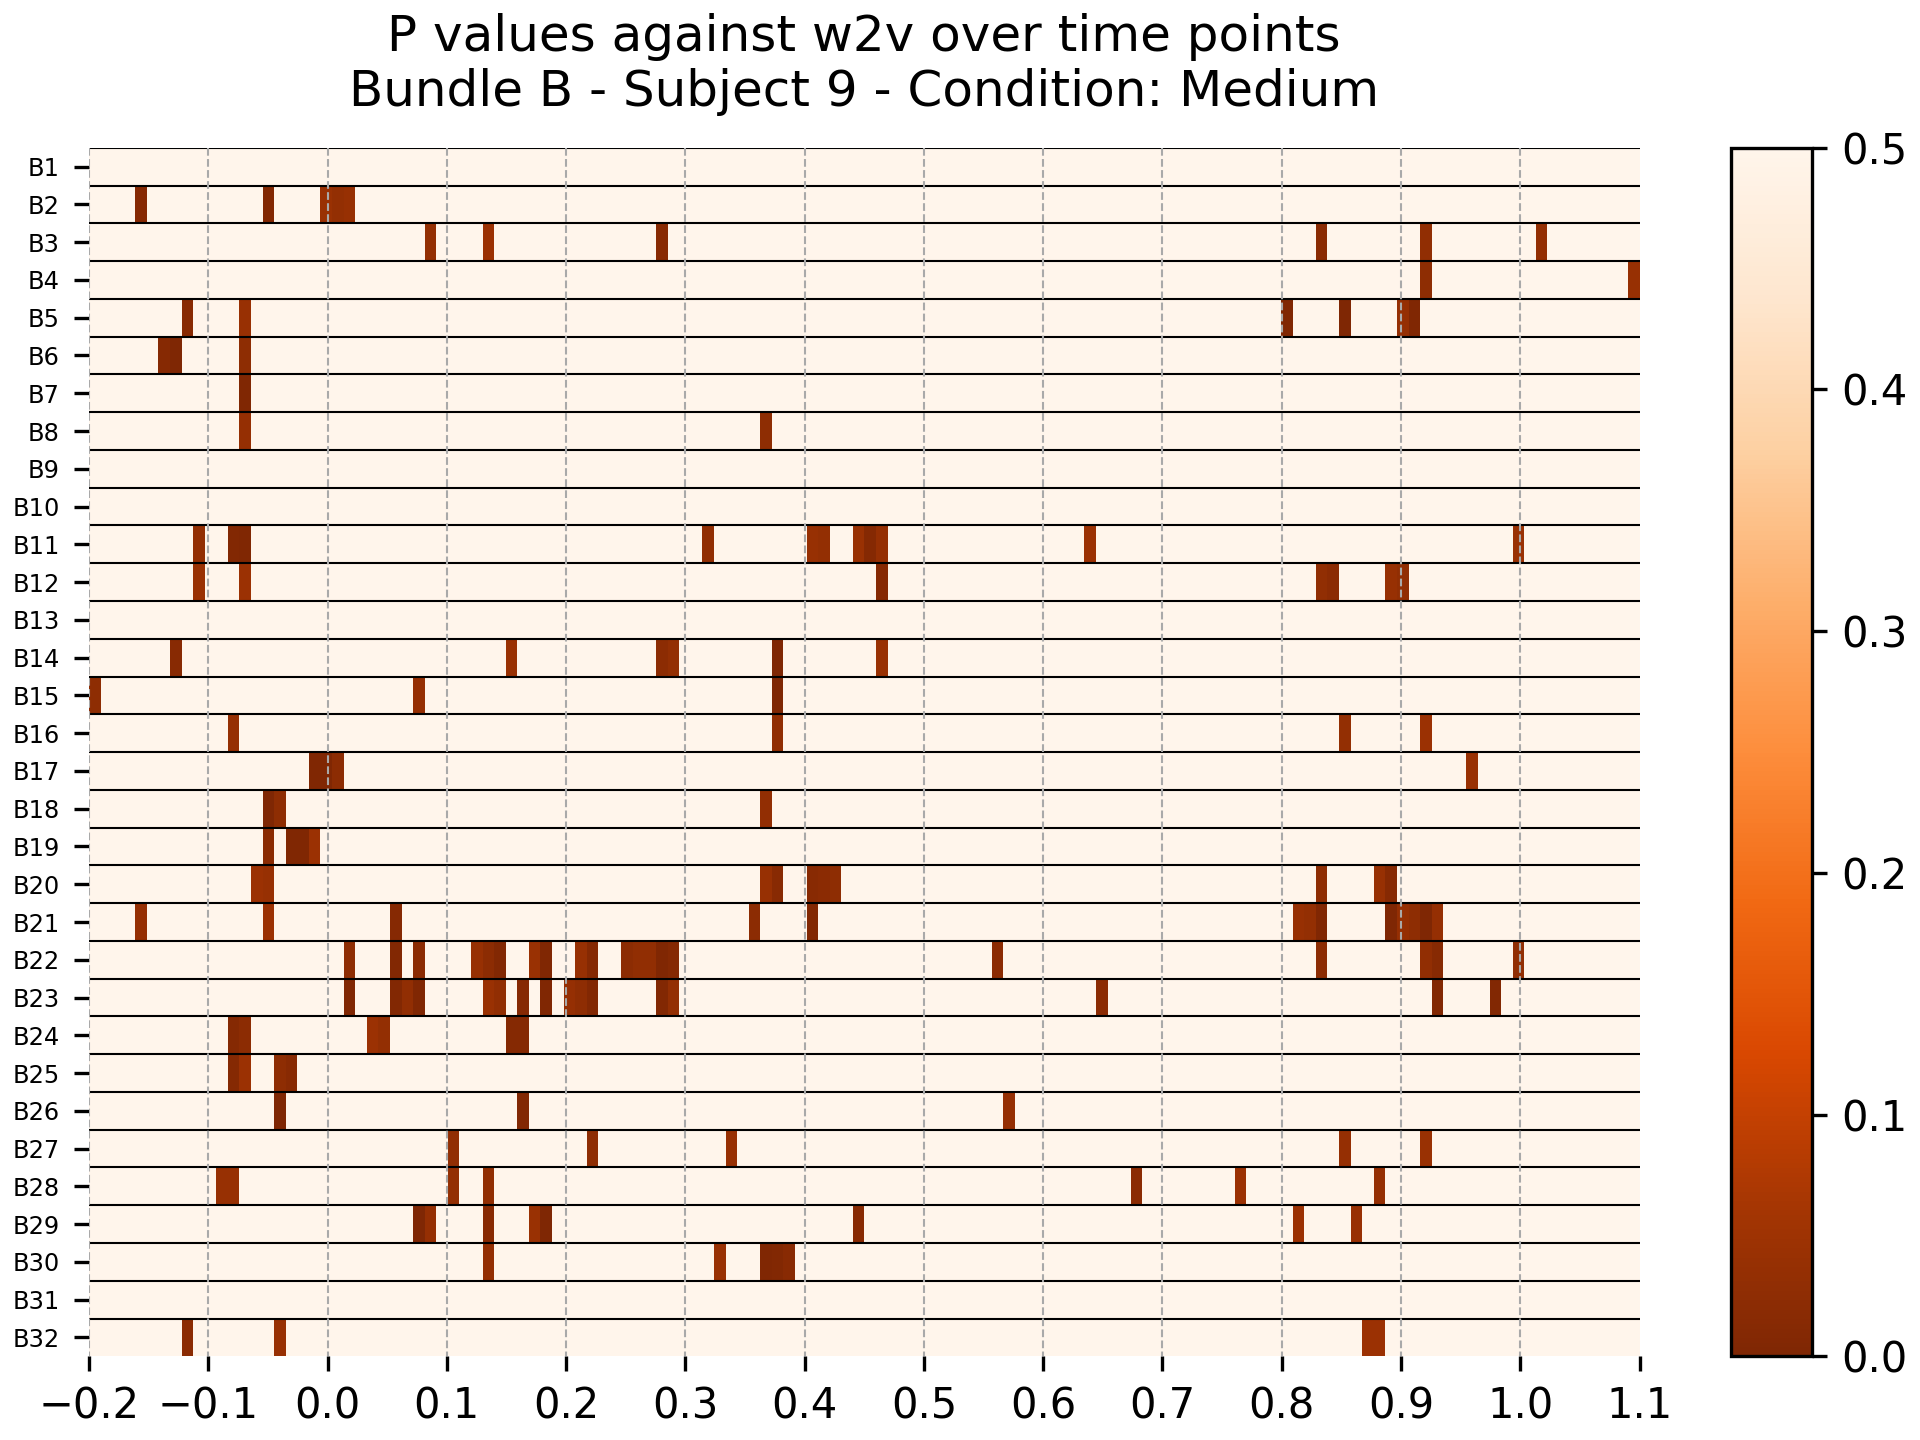 P values against w2v over time points
Bundle B - Subject 9 - Condition: Medium
B1
B2
B3
B4
B5
B6
B7
B8
B9
B10
B11
B12
B13
B14
B15
B16
B17
B18
B19
B20
B21
B22
B23
B24
B25
B26
B27
B28
B29
B30
B31
B32
−0.2 −0.1 0.0 0.1 0.2 0.3 0.4 0.5 0.6 0.7 0.8 0.9 1.0 1.1
0.5
0.4
0.3
0.2
0.1
0.0